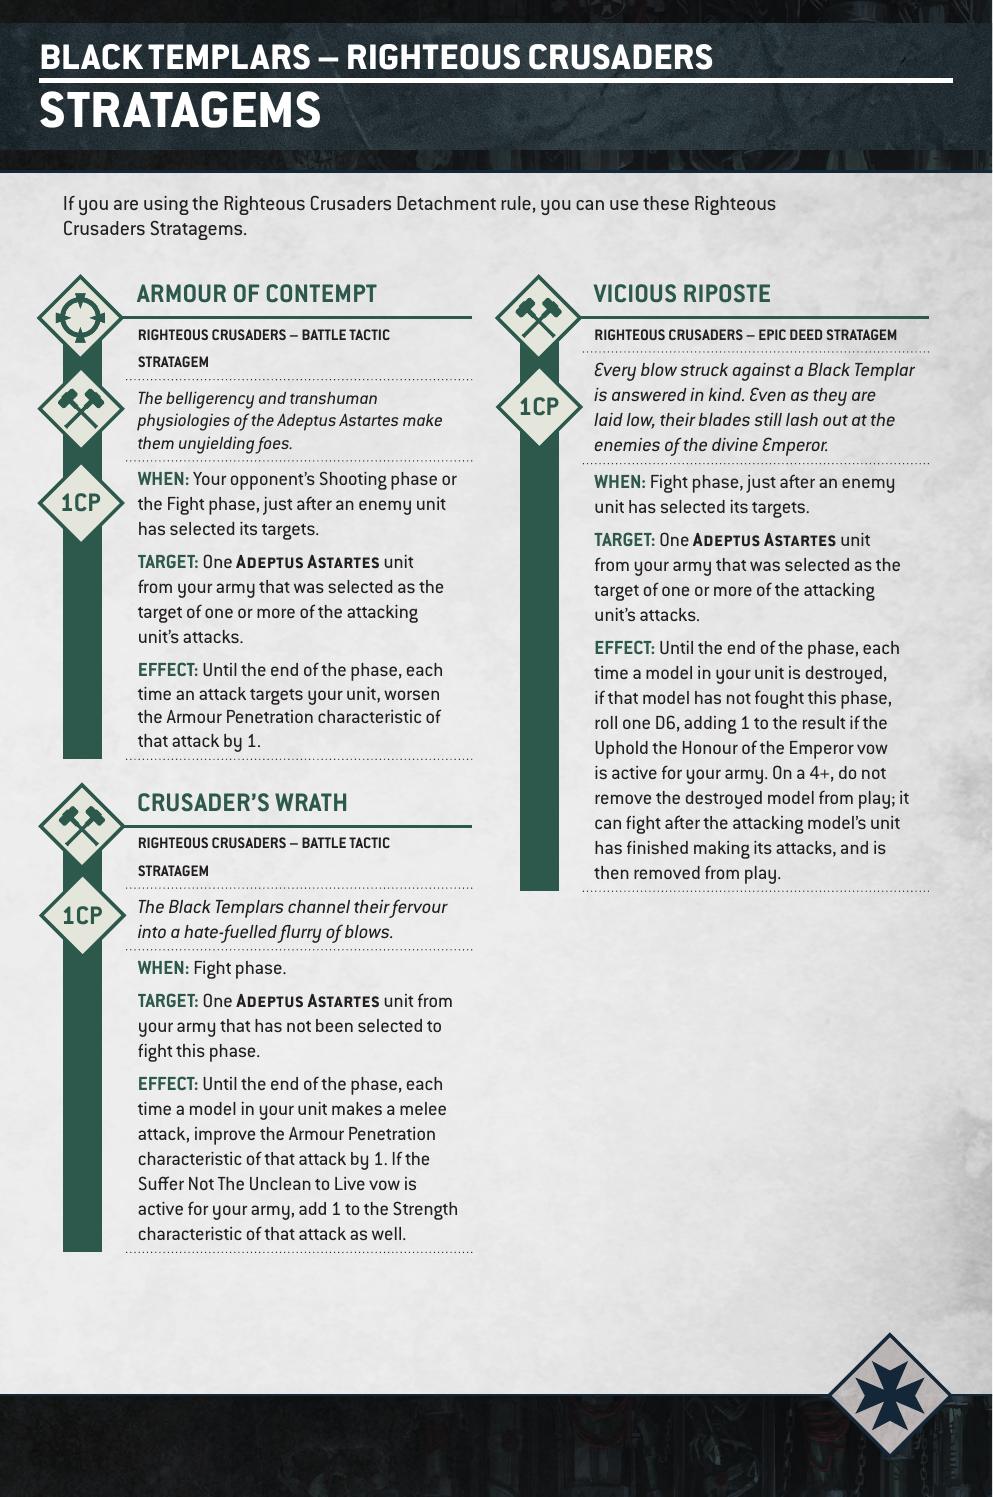 BLACK TEMPLARS – RIGHTEOUS CRUSADERS
STRATAGEMS
If you are using the Righteous Crusaders Detachment rule, you can use these Righteous
Crusaders Stratagems.
ARMOUR OF CONTEMPT
RIGHTEOUS CRUSADERS – BATTLE TACTIC
STRATAGEM
The belligerency and transhuman
physiologies of the Adeptus Astartes make
them unyielding foes.
1CP
WHEN: Your opponent’s Shooting phase or
the Fight phase, just after an enemy unit
has selected its targets.
TARGET: One ADEPTUS ASTARTES unit
from your army that was selected as the
target of one or more of the attacking
unit’s attacks.
EFFECT: Until the end of the phase, each
time an attack targets your unit, worsen
the Armour Penetration characteristic of
that attack by 1.
CRUSADER’S WRATH
RIGHTEOUS CRUSADERS – BATTLE TACTIC
STRATAGEM
1CP
The Black Templars channel their fervour
into a hate-fuelled flurry of blows.
WHEN: Fight phase.
TARGET: One ADEPTUS ASTARTES unit from
your army that has not been selected to
fight this phase.
EFFECT: Until the end of the phase, each
time a model in your unit makes a melee
attack, improve the Armour Penetration
characteristic of that attack by 1. If the
Suffer Not The Unclean to Live vow is
active for your army, add 1 to the Strength
characteristic of that attack as well.
VICIOUS RIPOSTE
RIGHTEOUS CRUSADERS – EPIC DEED STRATAGEM
1CP
Every blow struck against a Black Templar
is answered in kind. Even as they are
laid low, their blades still lash out at the
enemies of the divine Emperor.
WHEN: Fight phase, just after an enemy
unit has selected its targets.
TARGET: One ADEPTUS ASTARTES unit
from your army that was selected as the
target of one or more of the attacking
unit’s attacks.
EFFECT: Until the end of the phase, each
time a model in your unit is destroyed,
if that model has not fought this phase,
roll one D6, adding 1 to the result if the
Uphold the Honour of the Emperor vow
is active for your army. On a 4+, do not
remove the destroyed model from play; it
can fight after the attacking model’s unit
has finished making its attacks, and is
then removed from play.